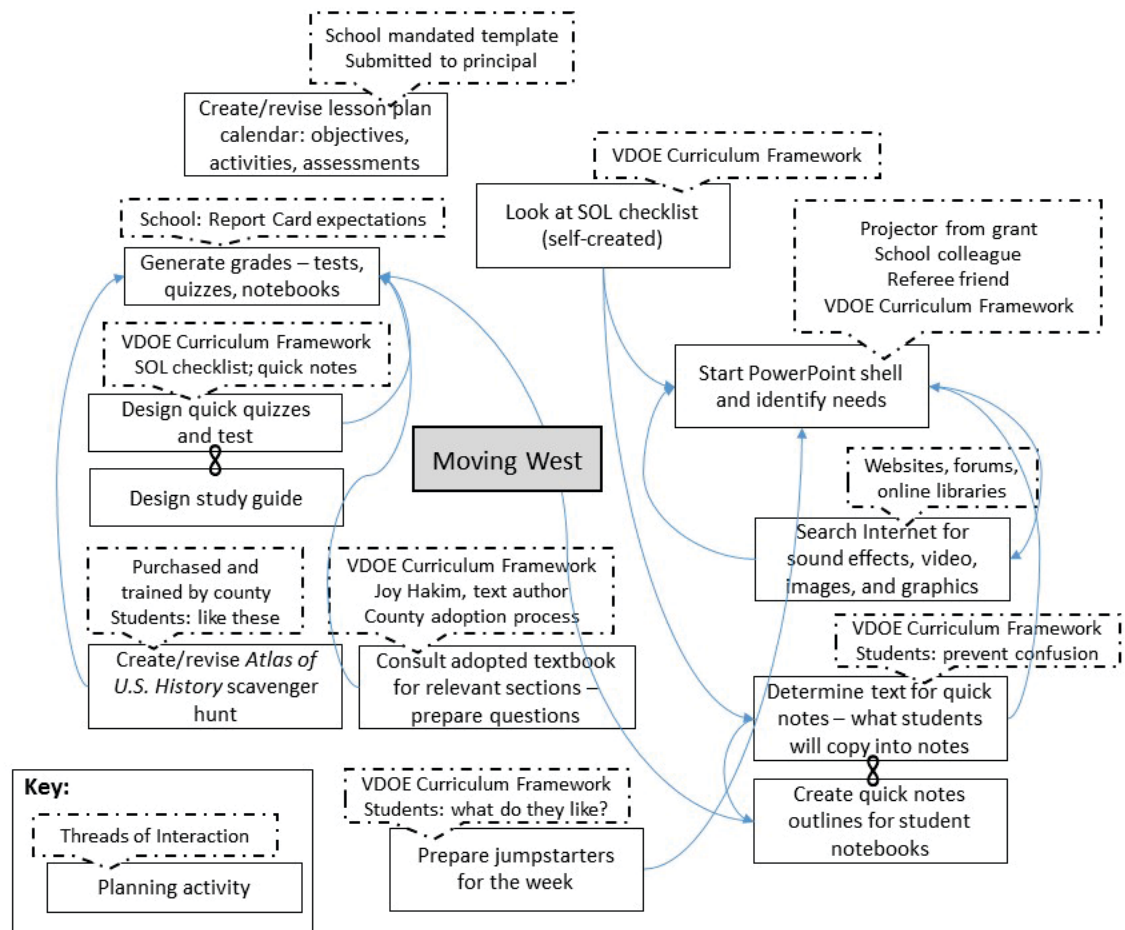 School mandated template
Submitted to principal
Create/revise lesson plan
calendar: objectives,
activities, assessments
VDOE Curriculum Framework
Look at SOL checklist
(self-created)
School: Report Card expectations
Generate grades – tests,
quizzes, notebooks
Projector from grant
School colleague
Referee friend
VDOE Curriculum Framework
VDOE Curriculum Framework
SOL checklist; quick notes
Design quick quizzes
and test
Design study guide
Start PowerPoint shell
and identify needs
Moving West
Websites, forums,
online libraries
Search Internet for
sound effects, video,
images, and graphics
Purchased and
trained by county
Students: like these
Create/revise Atlas of
U.S. History scavenger
hunt
VDOE Curriculum Framework
Joy Hakim, text author
County adoption process
Consult adopted textbook
for relevant sections –
prepare questions
VDOE Curriculum Framework
Students: prevent confusion
Determine text for quick
notes – what students
will copy into notes
Create quick notes
outlines for student
notebooks
VDOE Curriculum Framework
Students: what do they like?
Prepare jumpstarters
for the week
Key:
Threads of Interaction
Planning activity